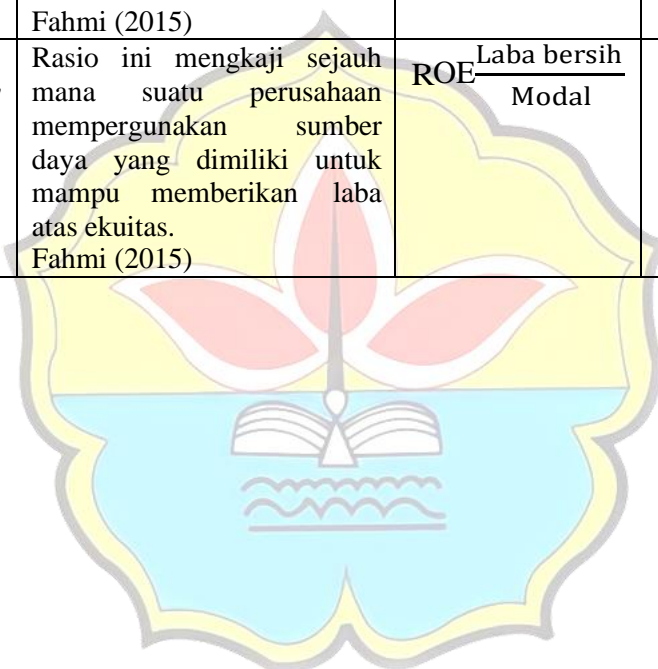 Fahmi (2015)
Rasio ini mengkaji sejauh
mana suatu perusahaan
mempergunakan sumber
daya yang dimiliki untuk
mampu memberikan laba
atas ekuitas.
Fahmi (2015)
ROE Laba bersih
Modal